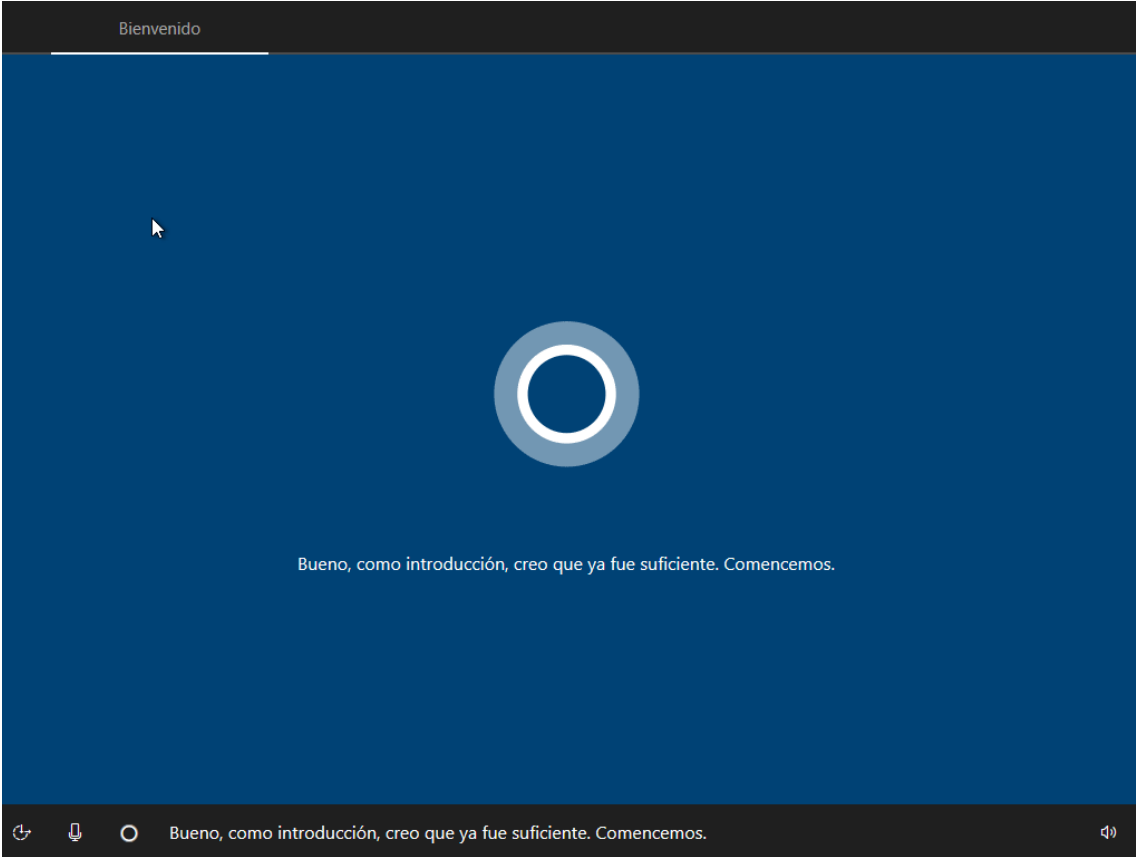 Bienvenido
Bueno, como introducción, creo que ya fue suficiente. Comencemos.
Bueno, como introducción, creo que ya fue suficiente. Comencemos.